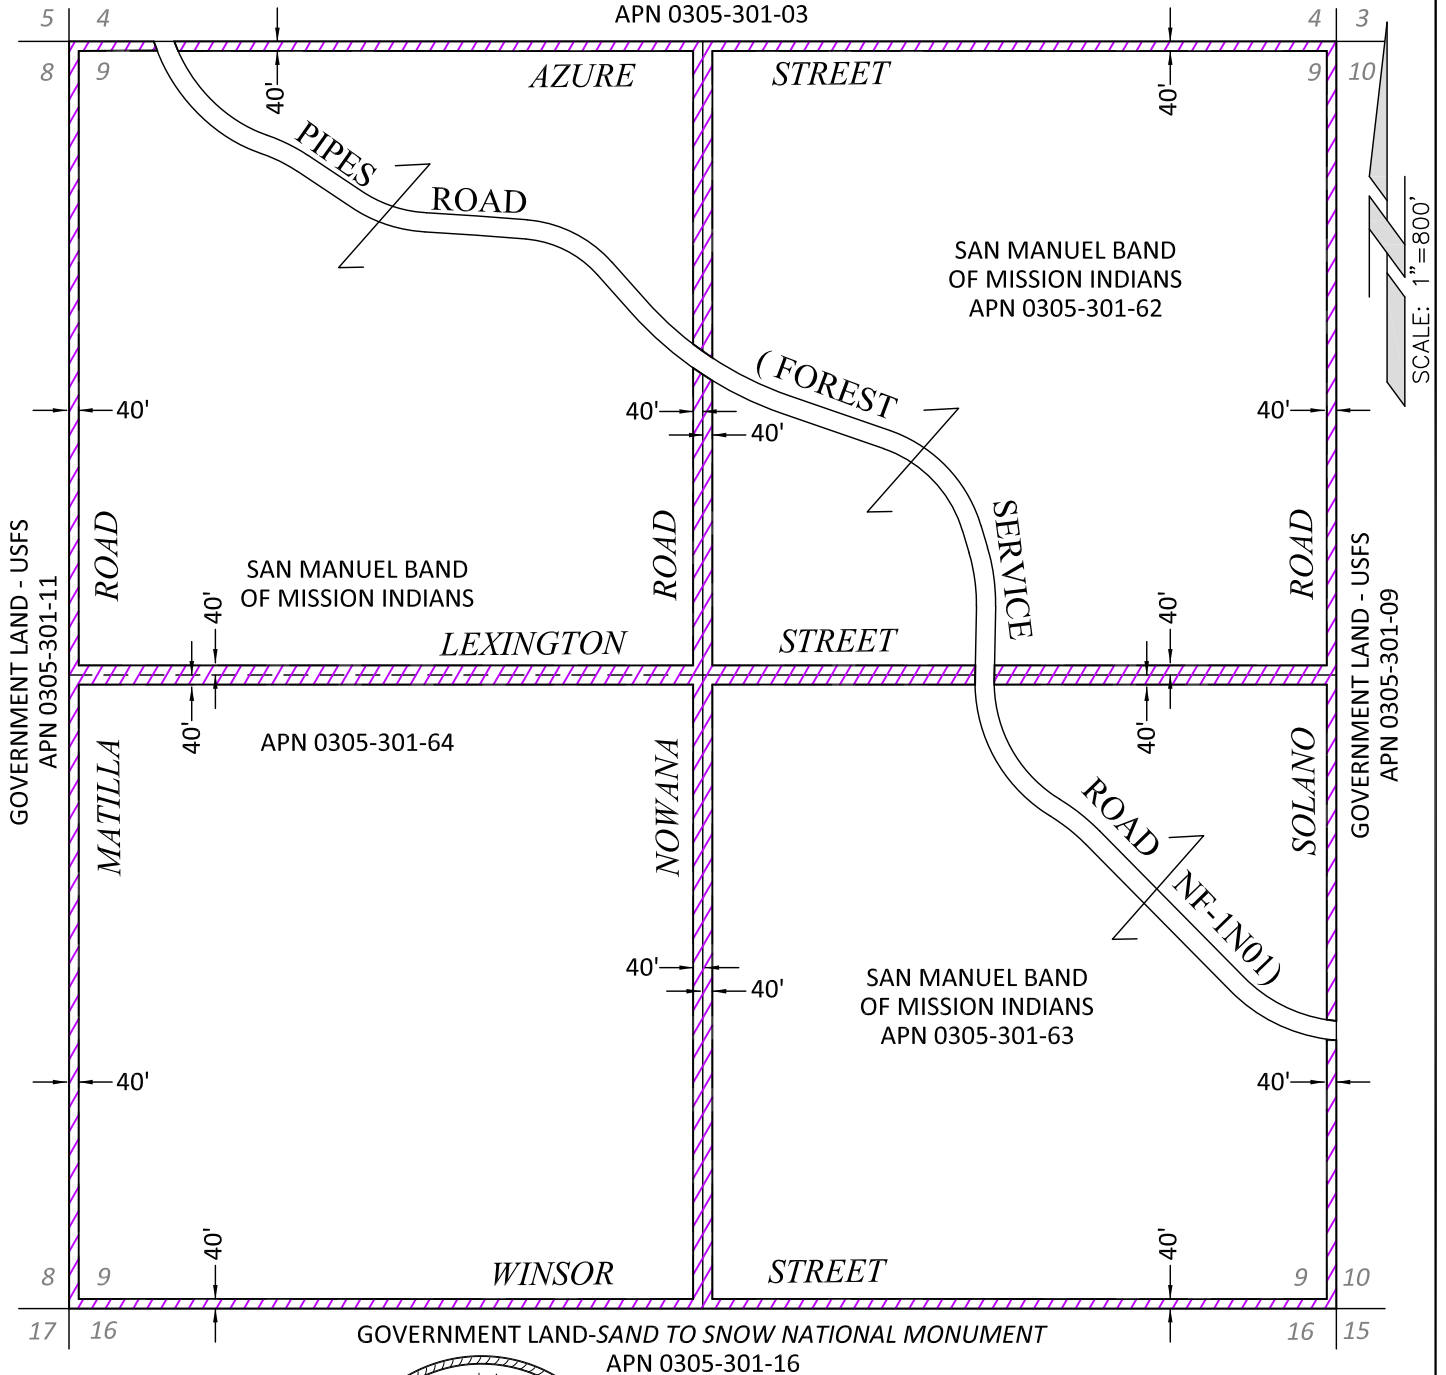 APN 0305-301-03
5 4
4 3
8 9
9 10
AZURE STREET
40'
40'
PIPES ROAD
SAN MANUEL BAND
OF MISSION INDIANS
APN 0305-301-62
SCALE: 1"=800'
( FOREST SERVICE ROAD NF-1N01)
40'
40'
40'
40'
ROAD
ROAD
ROAD
GOVERNMENT LAND - USFS
APN 0305-301-11
GOVERNMENT LAND - USFS
APN 0305-301-09
SAN MANUEL BAND
OF MISSION INDIANS
40'
40'
LEXINGTON STREET
40'
40'
APN 0305-301-64
MATILLA
NOWANA
SOLANO
40'
40'
SAN MANUEL BAND
OF MISSION INDIANS
APN 0305-301-63
40'
40'
40'
40'
WINSOR STREET
8 9
9 10
17 16
16 15
GOVERNMENT LAND-SAND TO SNOW NATIONAL MONUMENT
APN 0305-301-16